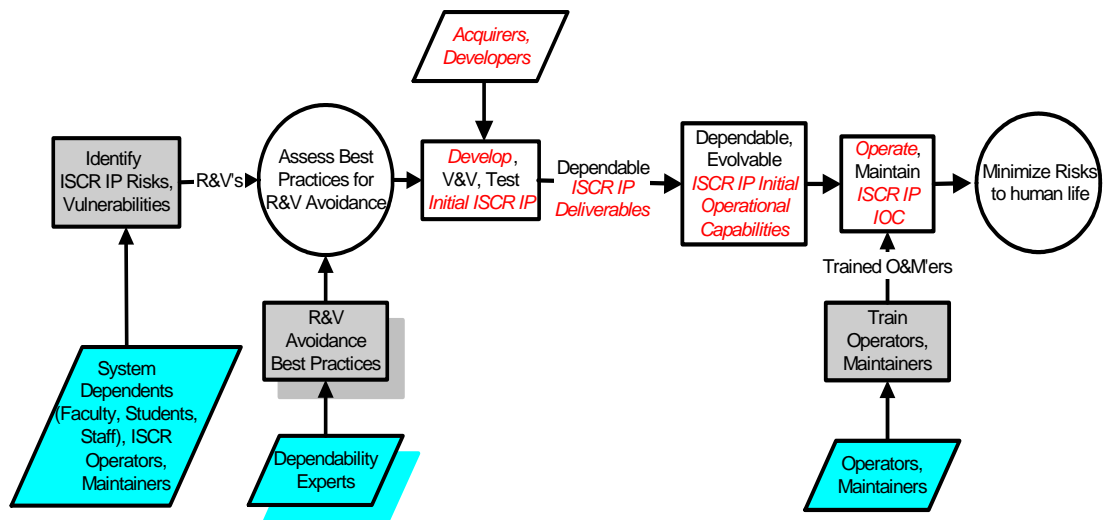 Acquirers,
Developers
Identify
ISCR IP Risks,
Vulnerabilities
R&V's
Assess Best
Practices for
R&V Avoidance
Develop,
V&V, Test
Initial ISCR IP
Dependable
ISCR IP
Deliverables
Dependable,
Evolvable
ISCR IP Initial
Operational
Capabilities
Operate,
Maintain
ISCR IP
IOC
Minimize Risks
to human life
Trained O&M'ers
R&V
Avoidance
Best Practices
Train
Operators,
Maintainers
System
Dependents
(Faculty, Students,
Staff), ISCR
Operators,
Maintainers
Dependability
Experts
Operators,
Maintainers